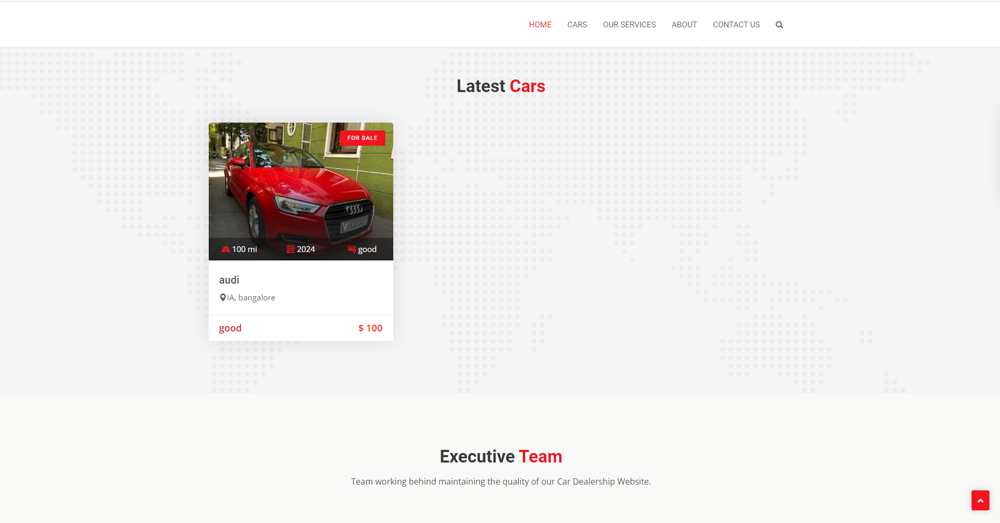 HOME CARS OUR SERVICES ABOUT CONTACT US
Latest Cars
FOR SALE
100 mi 2024 good
audi
IA, bangalore
good $ 100
Executive Team
Team working behind maintaining the quality of our Car Dealership Website.